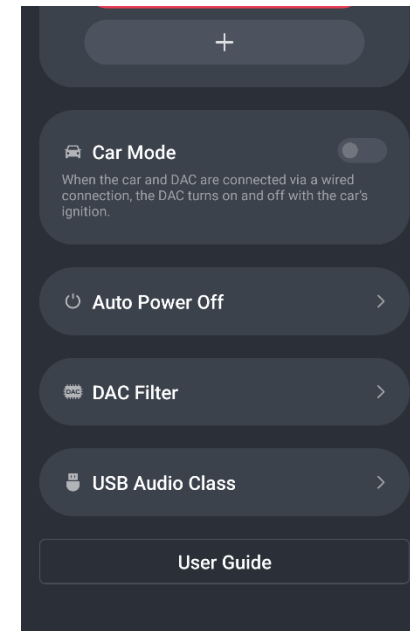 +
Car Mode
When the car and DAC are connected via a wired
connection, the DAC turns on and off with the car's
ignition.
Auto Power Off
DAC DAC Filter
USB Audio Class
User Guide